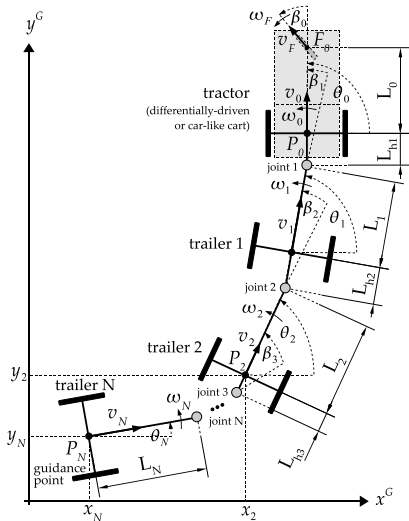 y^G
ω_F
β_0
v_F
F_0
β_1
tractor
v_0
θ_0
L_0
(differentially-driven
or car-like cart)
ω_0
P_0
L_h1
joint 1
ω_1
β_2
θ_1
L_1
v_1
trailer 1
joint 2
L_h2
ω_2
θ_2
v_2
trailer 2
β_3
L_2
P_2
y_2
trailer N
joint 3
joint N
ω_N
v_N
y_N
P_N
θ_N
guidance
point
L_N
L_h3
x_N
x_2
x^G